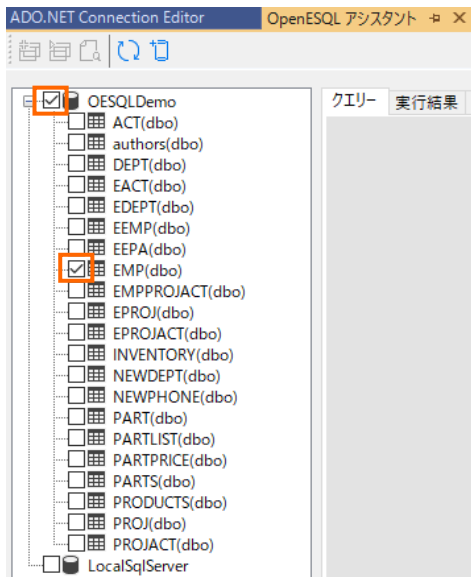 ADO.NET Connection Editor OpenESQL アシスタント
OESQLDemo クエリー 実行結果
ACT(dbo)
authors(dbo)
DEPT(dbo)
EACT(dbo)
EDEPT(dbo)
EEMP(dbo)
EEPA(dbo)
EMP(dbo)
EMPPROJACT(dbo)
EPROJ(dbo)
EPROJACT(dbo)
INVENTORY(dbo)
NEWDEPT(dbo)
NEWPHONE(dbo)
PART(dbo)
PARTLIST(dbo)
PARTPRICE(dbo)
PARTS(dbo)
PRODUCTS(dbo)
PROJ(dbo)
PROJACT(dbo)
LocalSqlServer